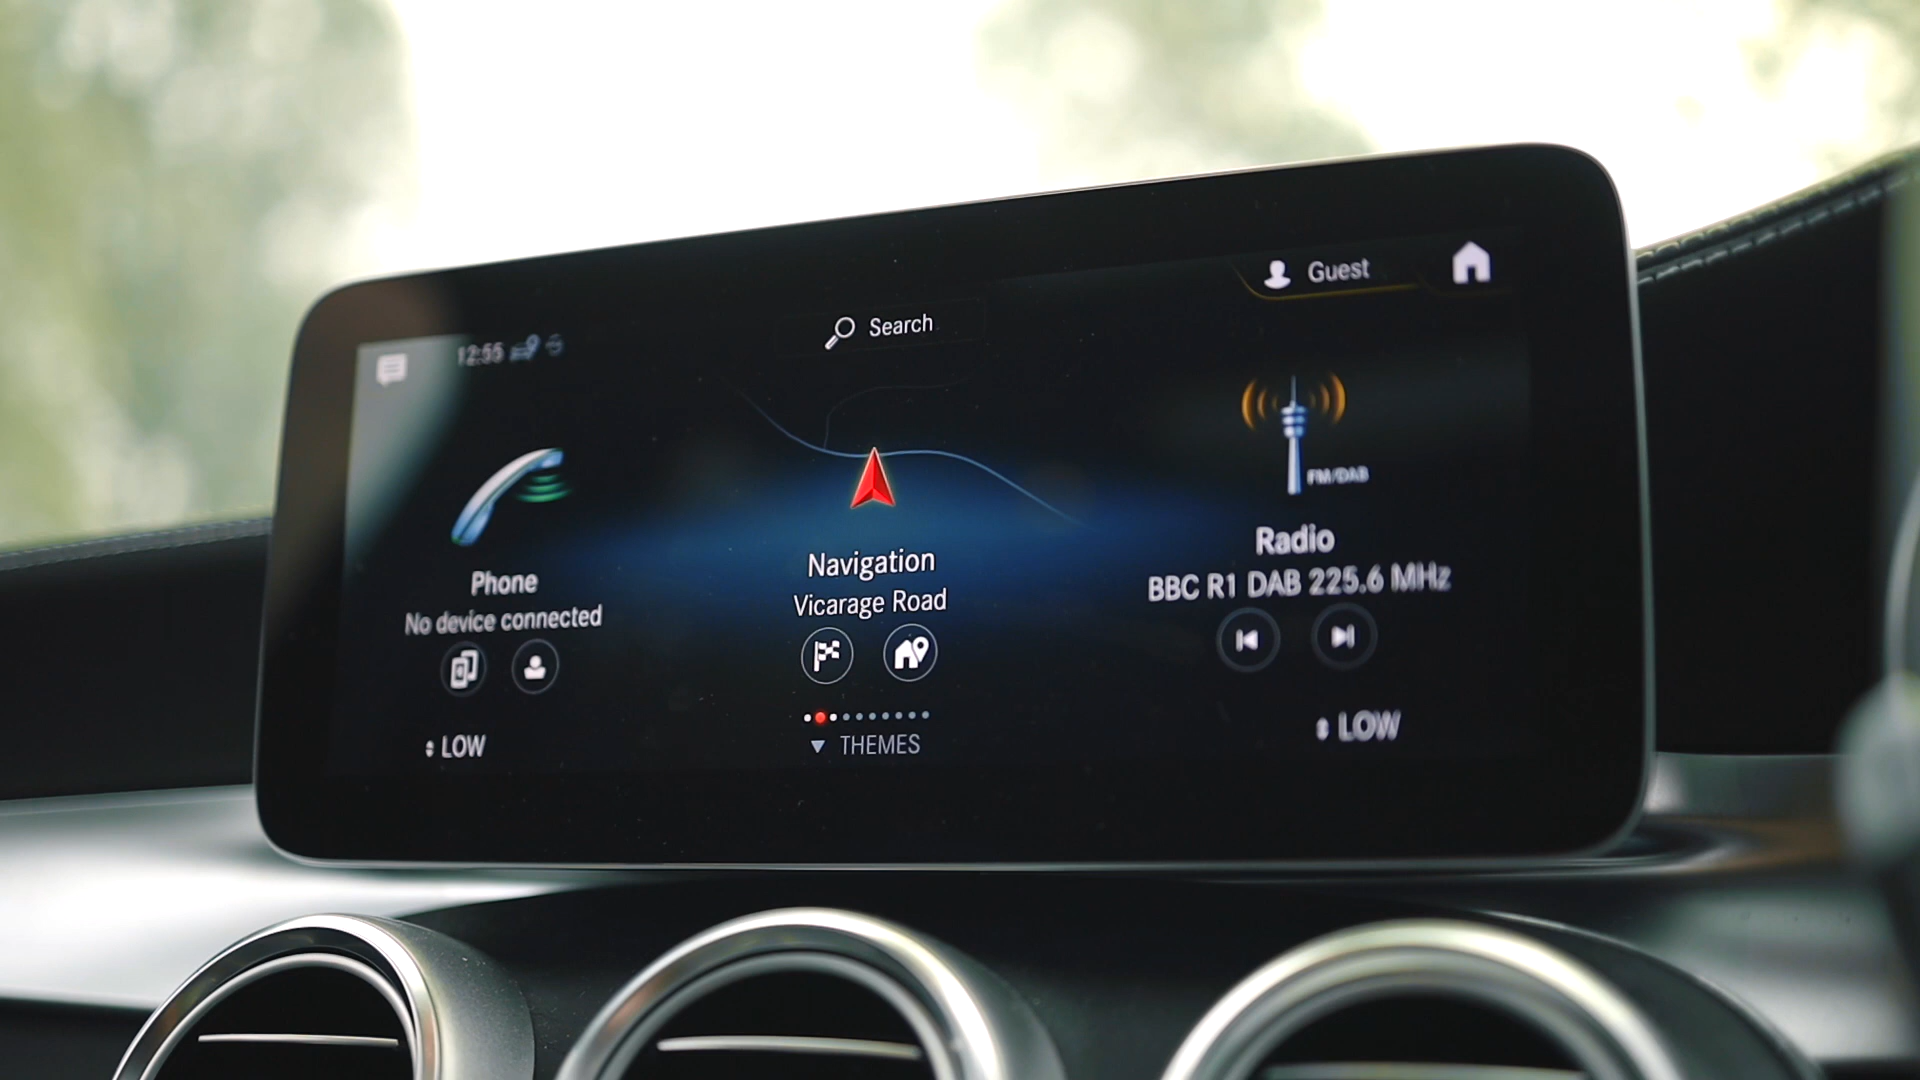 12:55
Search
Guest
FM/DAB
Phone
No device connected
Navigation
Vicarage Road
Radio
BBC R1 DAB 225.6 MHz
LOW
THEMES
LOW